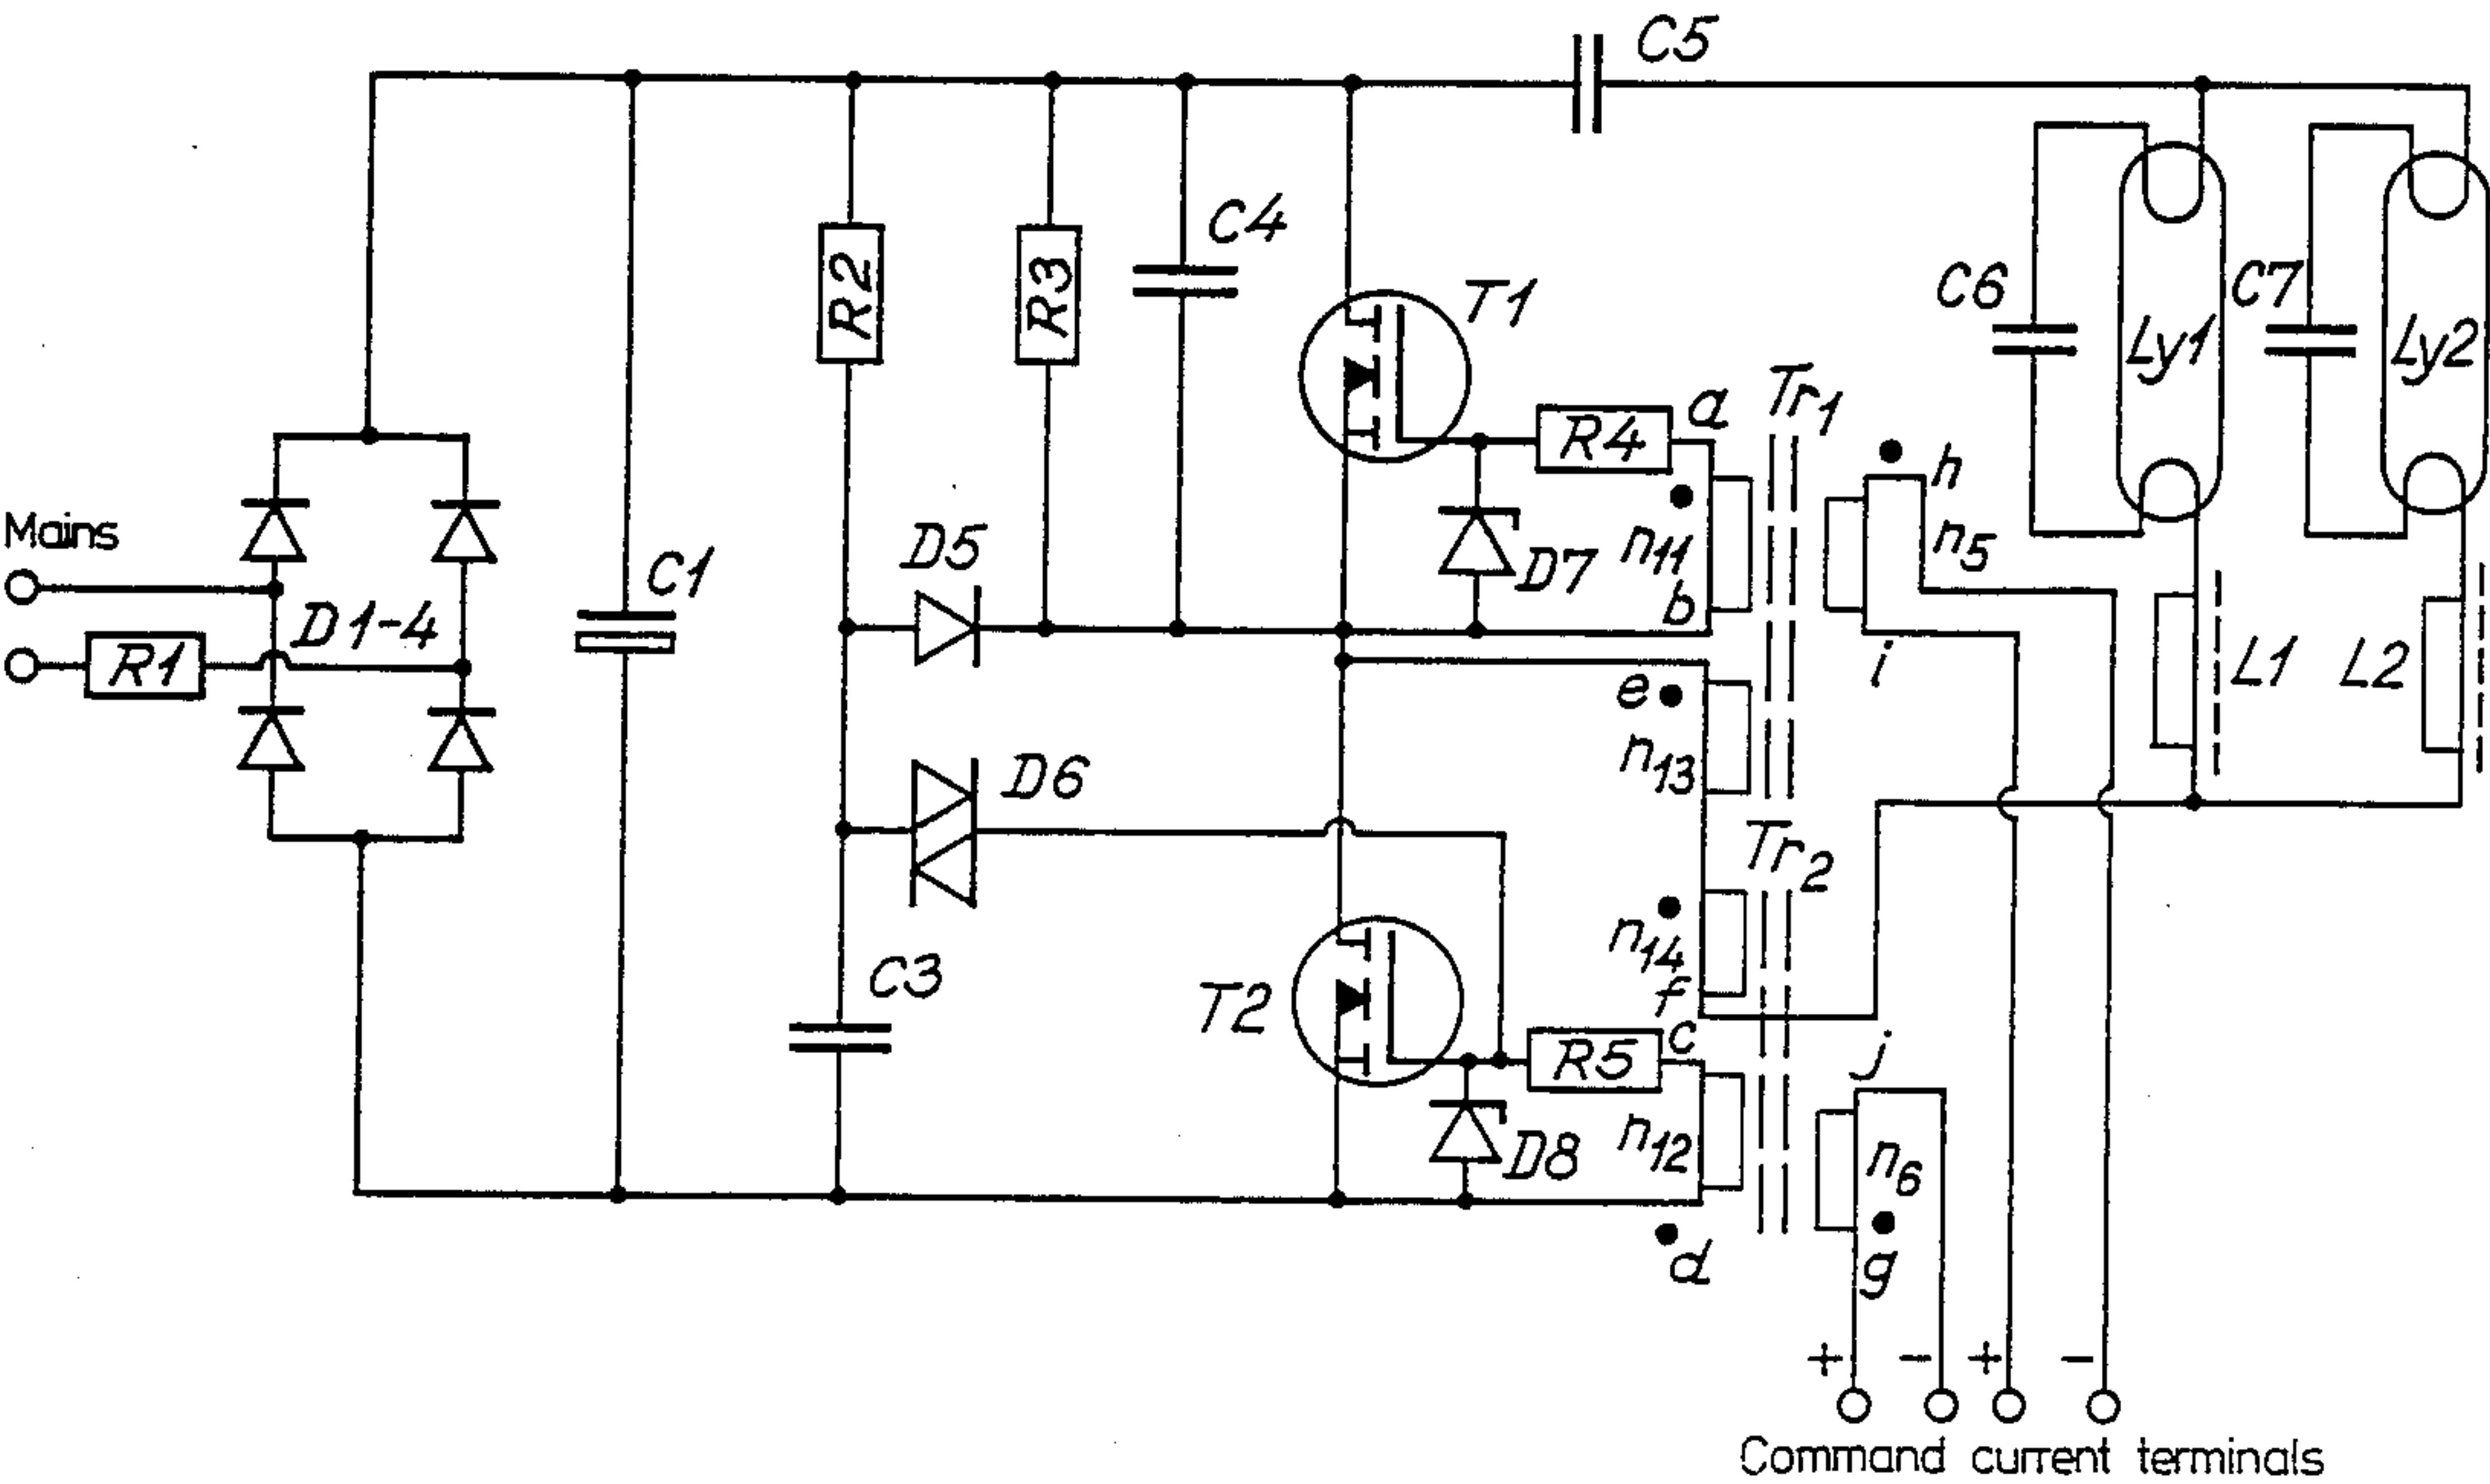 C5
C4
R2
R3
T1
C6
Ly1
C7
Ly2
Tr1
a
R4
h
n5
Mains
D5
n11
D7
b
C1
D1-4
R1
i
L1
L2
e
n13
D6
Tr2
C3
n14
T2
f
c
R5
j
n12
D8
n6
d
g
+ - + -
Command current terminals